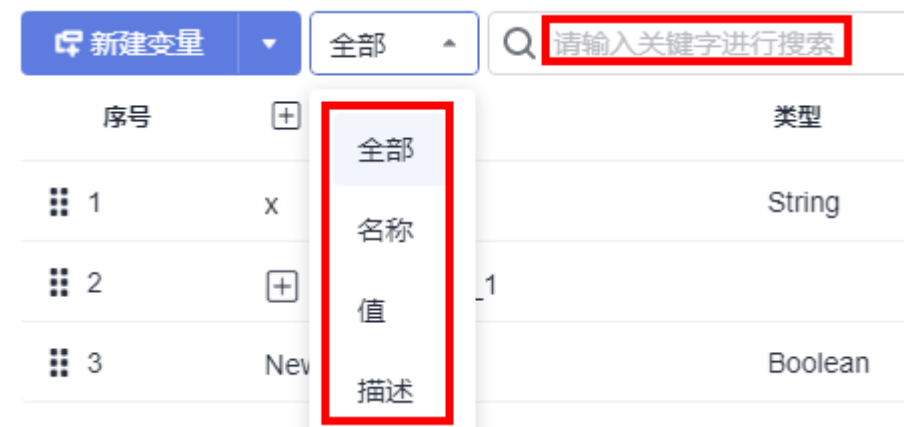 新建变量 全部 请输入关键字进行搜索
序号 类型
全部
1 x String
名称
2 _1
值
3 New Boolean
描述